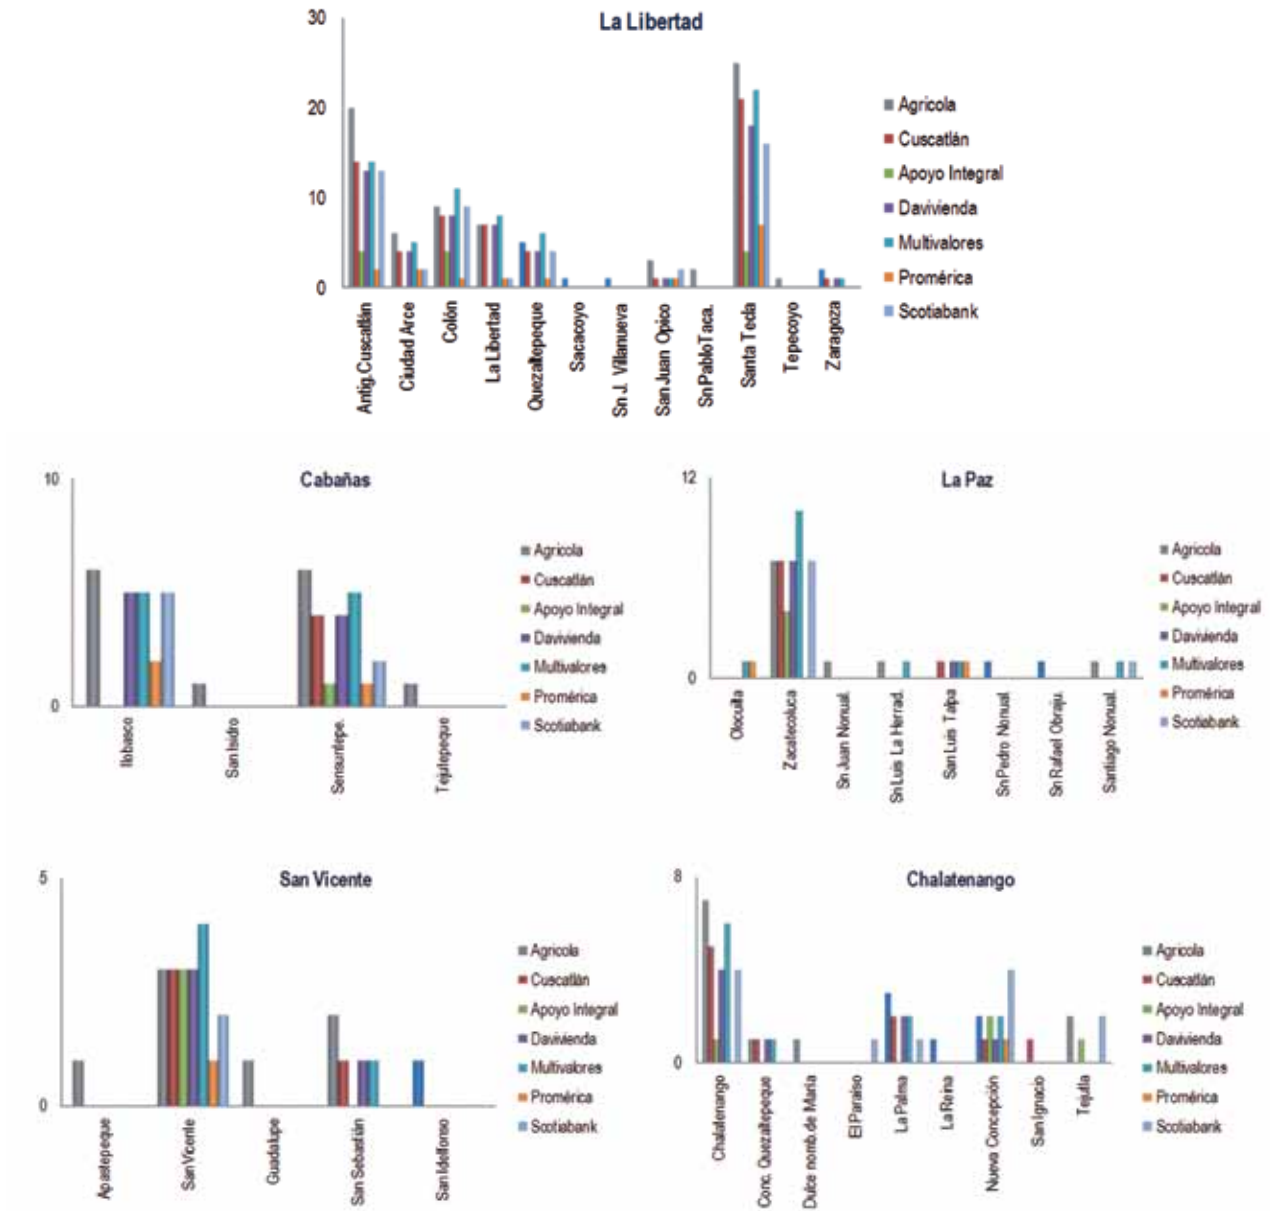 La Libertad
30
20
10
0
Agricola
Cuscatlán
Apoyo Integral
Davivienda
Multivalores
Promérica
Scotiabank
Antig.Cuscatlán
Ciudad Arce
Colón
La Libertad
Quezaltepeque
Sacacoyo
Sn J. Villanueva
San Juan Opico
Sn Pablo Taca.
Santa Tecla
Tepecoyo
Zaragoza
Cabañas
10
0
Agricola
Cuscatlán
Apoyo Integral
Davivienda
Multivalores
Promérica
Scotiabank
Ilobasco
San Isidro
Sensuntepe.
Tejutepeque
La Paz
12
0
Agricola
Cuscatlán
Apoyo Integral
Davivienda
Multivalores
Promérica
Scotiabank
Olocuilta
Zacatecoluca
Sn Juan Nonual.
Sn Luis La Herrad.
San Luis Talpa
Sn Pedro Nonual.
Sn Rafael Obraju.
Santiago Nonual.
San Vicente
5
0
Agricola
Cuscatlán
Apoyo Integral
Davivienda
Multivalores
Promérica
Scotiabank
Apastepeque
San Vicente
Guadalupe
San Sebastián
San Ildelfonso
Chalatenango
8
0
Agricola
Cuscatlán
Apoyo Integral
Davivienda
Multivalores
Promérica
Scotiabank
Chalatenango
Conc. Quezaltepeque
Dulce nomb.de María
El Paraíso
La Palma
La Reina
Nueva Concepción
San Ignacio
Tejutla